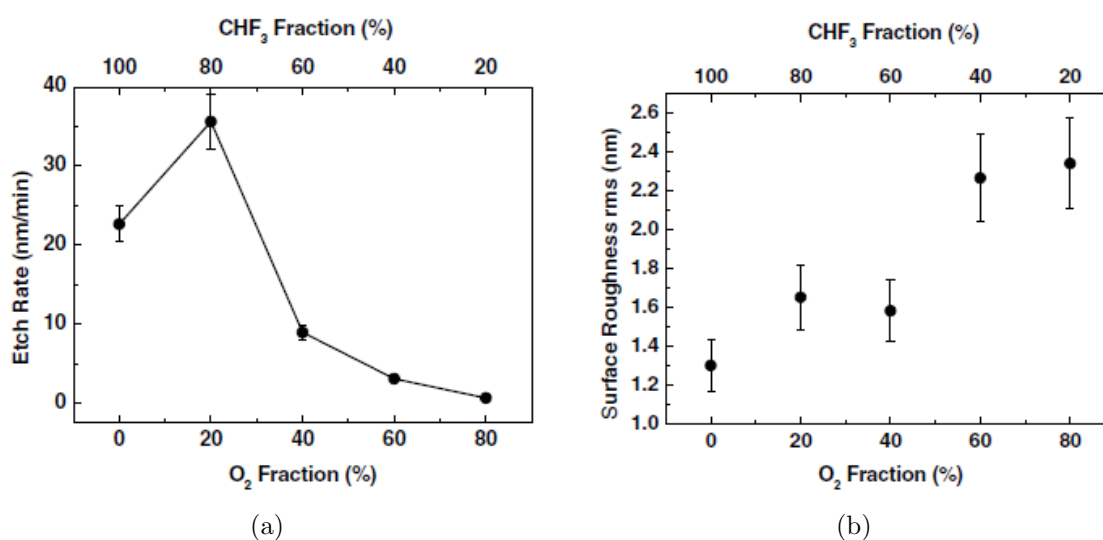 CHF3 Fraction (%)
100 80 60 40 20
40
30
20
10
0
Etch Rate (nm/min)
0 20 40 60 80
O2 Fraction (%)
(a)
CHF3 Fraction (%)
100 80 60 40 20
2.6
2.4
2.2
2.0
1.8
1.6
1.4
1.2
1.0
Surface Roughness rms (nm)
0 20 40 60 80
O2 Fraction (%)
(b)